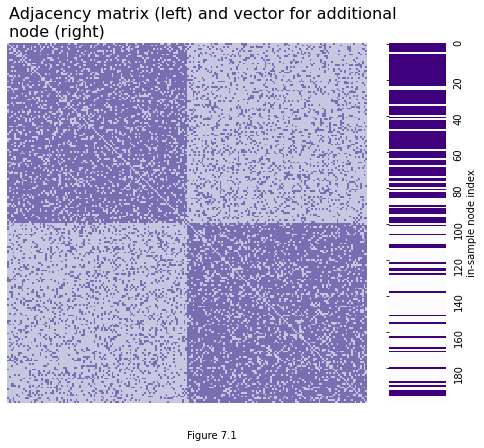 Adjacency matrix (left) and vector for additional
node (right)
0
20
40
60
80
100
120
140
160
180
in-sample node index
Figure 7.1